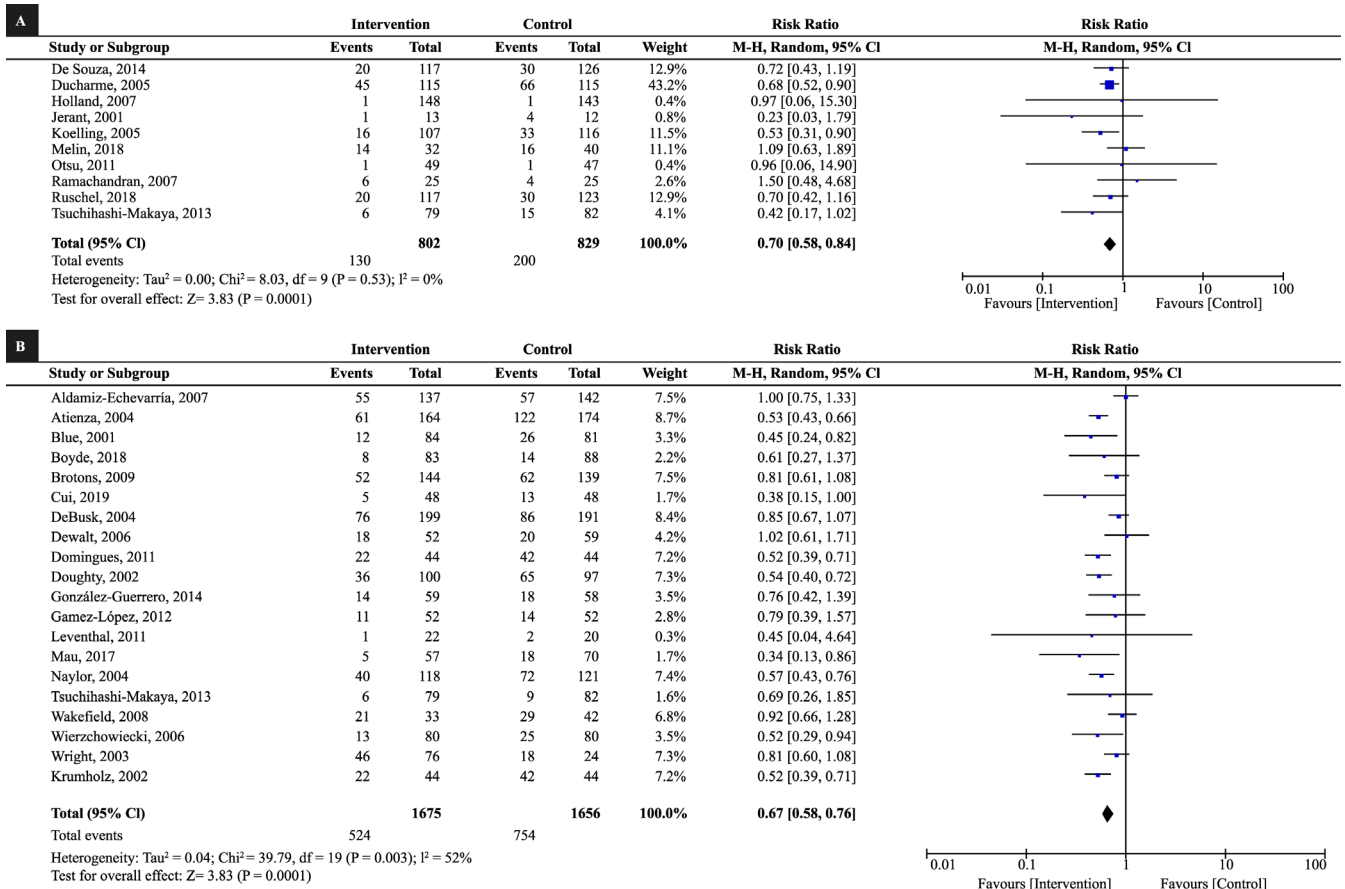 A
Intervention Control Risk Ratio Risk Ratio
Study or Subgroup Events Total Events Total Weight M-H, Random, 95% Cl M-H, Random, 95% Cl
De Souza, 2014 20 117 30 126 12.9% 0.72 [0.43, 1.19]
Ducharme, 2005 45 115 66 115 43.2% 0.68 [0.52, 0.90]
Holland, 2007 1 148 1 143 0.4% 0.97 [0.06, 15.30]
Jerant, 2001 1 13 4 12 0.8% 0.23 [0.03, 1.79]
Koelling, 2005 16 107 33 116 11.5% 0.53 [0.31, 0.90]
Melin, 2018 14 32 16 40 11.1% 1.09 [0.63, 1.89]
Otsu, 2011 1 49 1 47 0.4% 0.96 [0.06, 14.90]
Ramachandran, 2007 6 25 4 25 2.6% 1.50 [0.48, 4.68]
Ruschel, 2018 20 117 30 123 12.9% 0.70 [0.42, 1.16]
Tsuchihashi-Makaya, 2013 6 79 15 82 4.1% 0.42 [0.17, 1.02]
Total (95% Cl) 802 829 100.0% 0.70 [0.58, 0.84]
Total events 130 200
Heterogeneity: Tau² = 0.00; Chi² = 8.03, df = 9 (P = 0.53); l² = 0%
Test for overall effect: Z= 3.83 (P = 0.0001)
0.01 0.1 1 10 100
Favours [Intervention] Favours [Control]
B
Intervention Control Risk Ratio Risk Ratio
Study or Subgroup Events Total Events Total Weight M-H, Random, 95% Cl M-H, Random, 95% Cl
Aldamiz-Echevarría, 2007 55 137 57 142 7.5% 1.00 [0.75, 1.33]
Atienza, 2004 61 164 122 174 8.7% 0.53 [0.43, 0.66]
Blue, 2001 12 84 26 81 3.3% 0.45 [0.24, 0.82]
Boyde, 2018 8 83 14 88 2.2% 0.61 [0.27, 1.37]
Brotons, 2009 52 144 62 139 7.5% 0.81 [0.61, 1.08]
Cui, 2019 5 48 13 48 1.7% 0.38 [0.15, 1.00]
DeBusk, 2004 76 199 86 191 8.4% 0.85 [0.67, 1.07]
Dewalt, 2006 18 52 20 59 4.2% 1.02 [0.61, 1.71]
Domingues, 2011 22 44 42 44 7.2% 0.52 [0.39, 0.71]
Doughty, 2002 36 100 65 97 7.3% 0.54 [0.40, 0.72]
González-Guerrero, 2014 14 59 18 58 3.5% 0.76 [0.42, 1.39]
Gamez-López, 2012 11 52 14 52 2.8% 0.79 [0.39, 1.57]
Leventhal, 2011 1 22 2 20 0.3% 0.45 [0.04, 4.64]
Mau, 2017 5 57 18 70 1.7% 0.34 [0.13, 0.86]
Naylor, 2004 40 118 72 121 7.4% 0.57 [0.43, 0.76]
Tsuchihashi-Makaya, 2013 6 79 9 82 1.6% 0.69 [0.26, 1.85]
Wakefield, 2008 21 33 29 42 6.8% 0.92 [0.66, 1.28]
Wierzchowiecki, 2006 13 80 25 80 3.5% 0.52 [0.29, 0.94]
Wright, 2003 46 76 18 24 7.4% 0.81 [0.60, 1.08]
Krumholz, 2002 22 44 42 44 7.2% 0.52 [0.39, 0.71]
Total (95% Cl) 1675 1656 100.0% 0.67 [0.58, 0.76]
Total events 524 754
Heterogeneity: Tau² = 0.04; Chi² = 39.79, df = 19 (P = 0.003); l² = 52%
Test for overall effect: Z= 3.83 (P = 0.0001)
0.01 0.1 1 10 100
Favours [Intervention] Favours [Control]